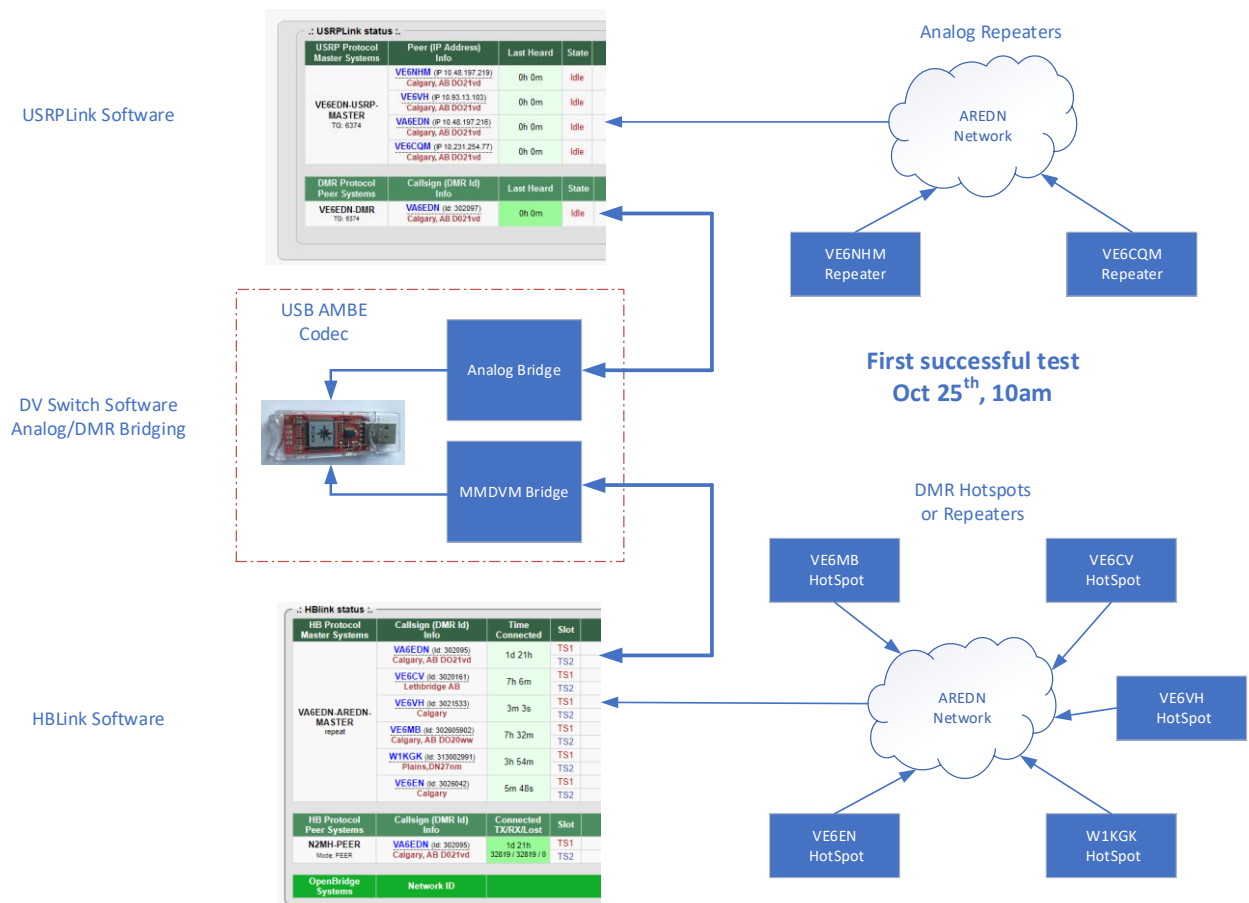 .: USRPLink status :.
USRP Protocol Master Systems
Peer (IP Address) Info
Last Heard
State
VE6EDN-USRP-MASTER
TG: 6374
VE6NHM (IP 10.48.197.219)
Calgary, AB DO21vd
0h 0m
Idle
VE6VH (IP 10.93.13.103)
Calgary, AB DO21vd
0h 0m
Idle
VA6EDN (IP 10.48.197.216)
Calgary, AB DO21vd
0h 0m
Idle
VE6CQM (IP 10.231.254.77)
Calgary, AB DO21vd
0h 0m
Idle
DMR Protocol Peer Systems
Callsign (DMR Id) Info
Last Heard
State
VE6EDN-DMR
TG: 6374
VA6EDN (Id: 302097)
Calgary, AB DO21vd
0h 0m
Idle
USRPLink Software
Analog Repeaters
AREDN
Network
VE6NHM
Repeater
VE6CQM
Repeater
USB AMBE
Codec
Analog Bridge
MMDVM Bridge
DV Switch Software
Analog/DMR Bridging
First successful test
Oct 25th, 10am
DMR Hotspots
or Repeaters
VE6MB
HotSpot
VE6CV
HotSpot
AREDN
Network
VE6VH
HotSpot
VE6EN
HotSpot
W1KGK
HotSpot
HBLink Software
.: HBlink status :.
HB Protocol Master Systems
Callsign (DMR Id) Info
Time Connected
Slot
VA6EDN-AREDN-MASTER
repeat
VA6EDN (Id: 302095)
Calgary, AB DO21vd
1d 21h
TS1
TS2
VE6CV (Id: 3020161)
Lethbridge AB
7h 6m
TS1
TS2
VE6VH (Id: 3021533)
Calgary
3m 3s
TS1
TS2
VE6MB (Id: 302605902)
Calgary, AB DO20ww
7h 32m
TS1
TS2
W1KGK (Id: 313002991)
Plains,DN27nm
3h 54m
TS1
TS2
VE6EN (Id: 3026042)
Calgary
5m 48s
TS1
TS2
HB Protocol Peer Systems
Callsign (DMR Id) Info
Connected TX/RX/Lost
Slot
N2MH-PEER
Mode: PEER
VA6EDN (Id: 302095)
Calgary, AB DO21vd
1d 21h
32819 / 32819 / 0
TS1
TS2
OpenBridge Systems
Network ID